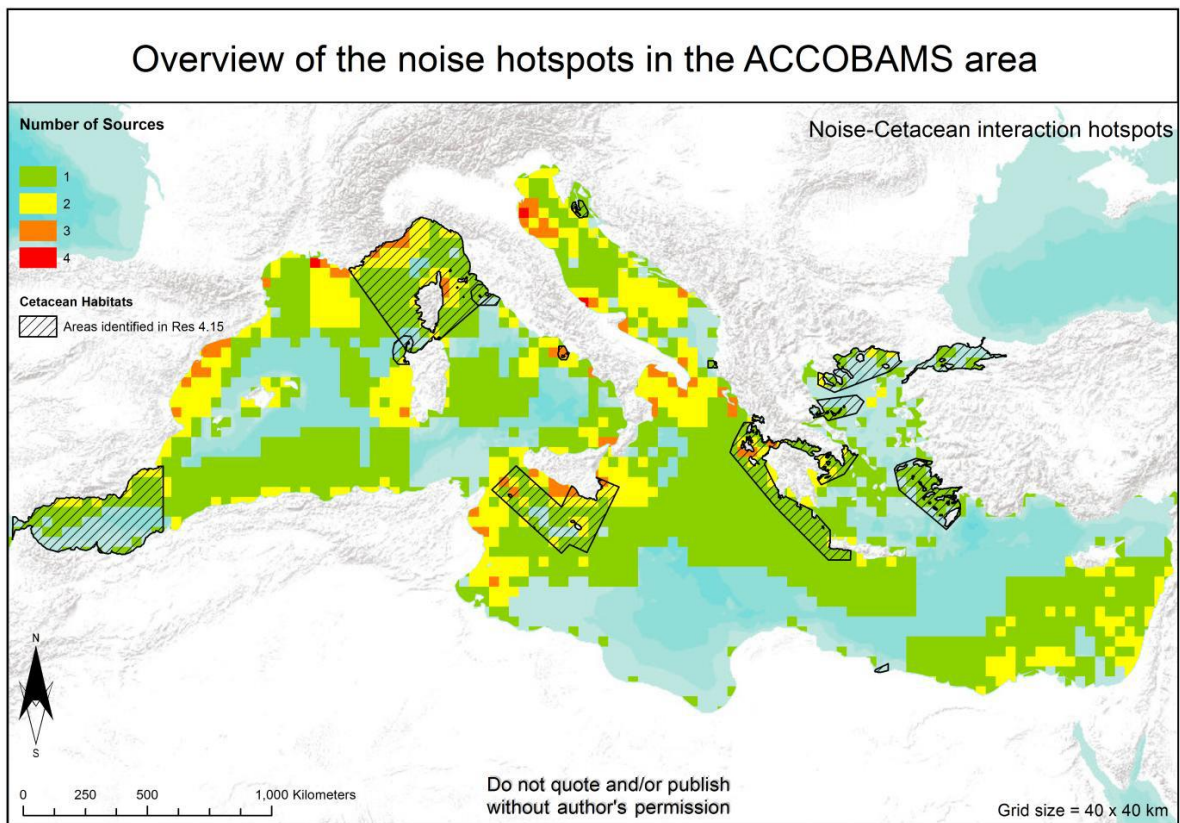 Overview of the noise hotspots in the ACCOBAMS area
Number of Sources
Noise-Cetacean interaction hotspots
1
2
3
4
Cetacean Habitats
Areas identified in Res 4.15
N
S
0 250 500 1,000 Kilometers
Do not quote and/or publish
without author's permission
Grid size = 40 x 40 km